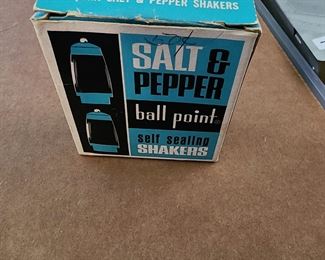 SALT & PEPPER SHAKERS
SALT &
PEPPER
ball point
self sealing
SHAKERS